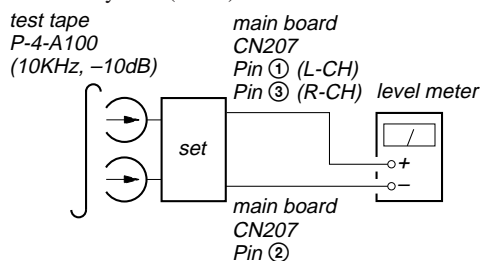 test tape
P-4-A100
(10KHz, –10dB)
main board
CN207
Pin ① (L-CH)
Pin ③ (R-CH)
level meter
set
+
–
main board
CN207
Pin ②